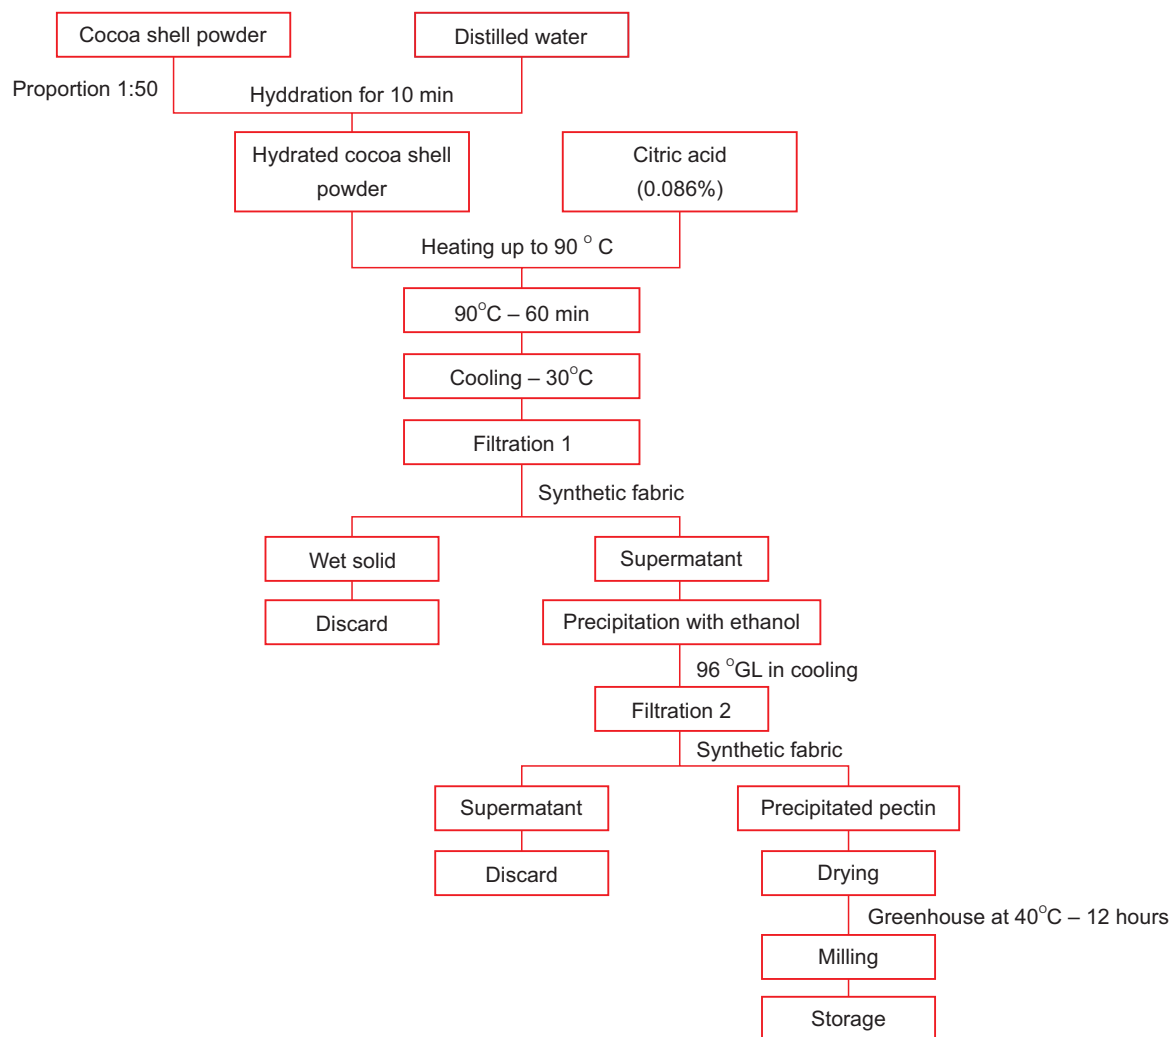 Cocoa shell powder
Distilled water
Proportion 1:50
Hyddration for 10 min
Hydrated cocoa shell
powder
Citric acid
(0.086%)
Heating up to 90 °C
90°C – 60 min
Cooling – 30°C
Filtration 1
Synthetic fabric
Wet solid
Supermatant
Discard
Precipitation with ethanol
96 °GL in cooling
Filtration 2
Synthetic fabric
Supermatant
Precipitated pectin
Discard
Drying
Greenhouse at 40°C – 12 hours
Milling
Storage